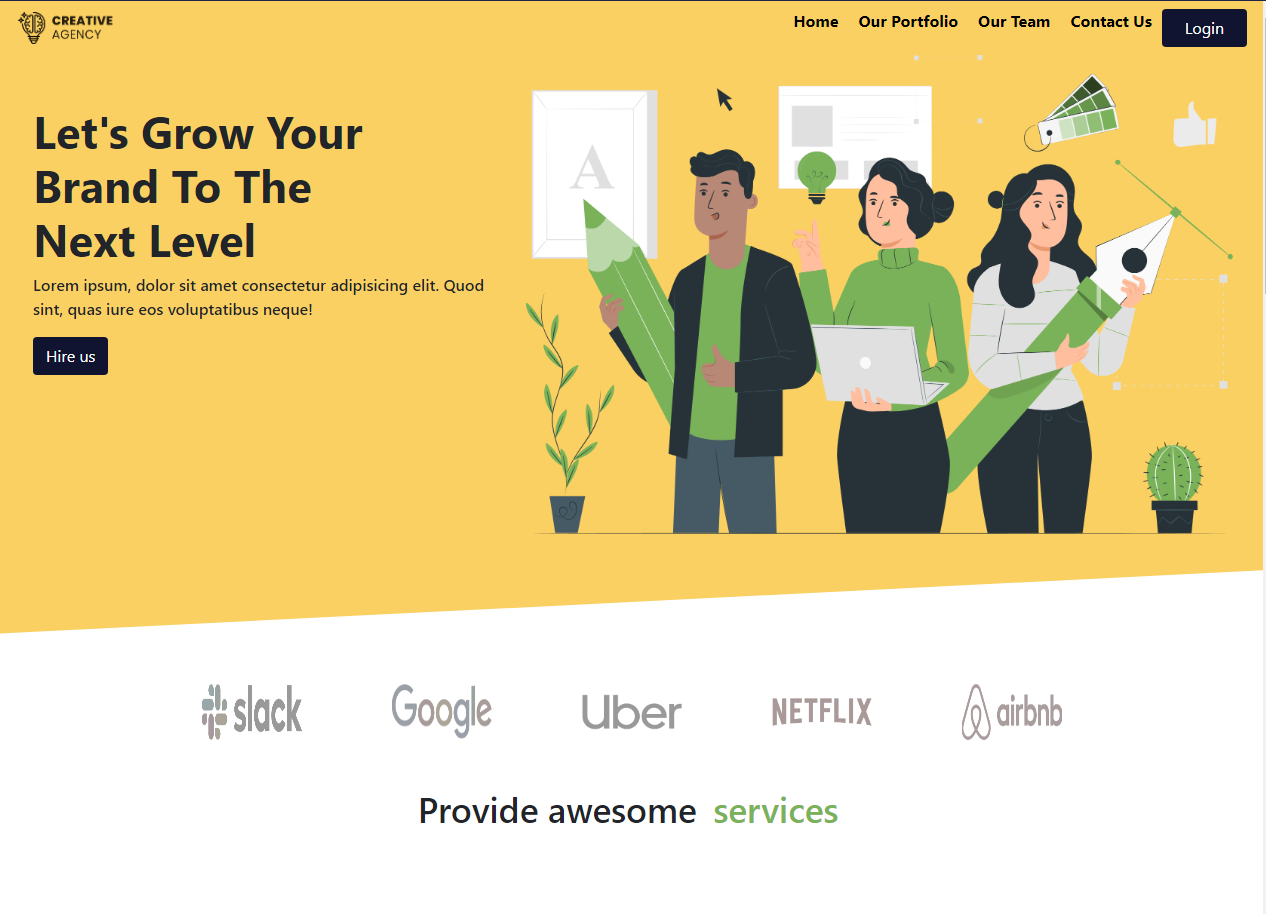 CREATIVE
AGENCY
Home Our Portfolio Our Team Contact Us Login
Let's Grow Your
Brand To The
Next Level
Lorem ipsum, dolor sit amet consectetur adipisicing elit. Quod
sint, quas iure eos voluptatibus neque!
Hire us
A
slack Google Uber NETFLIX airbnb
Provide awesome services